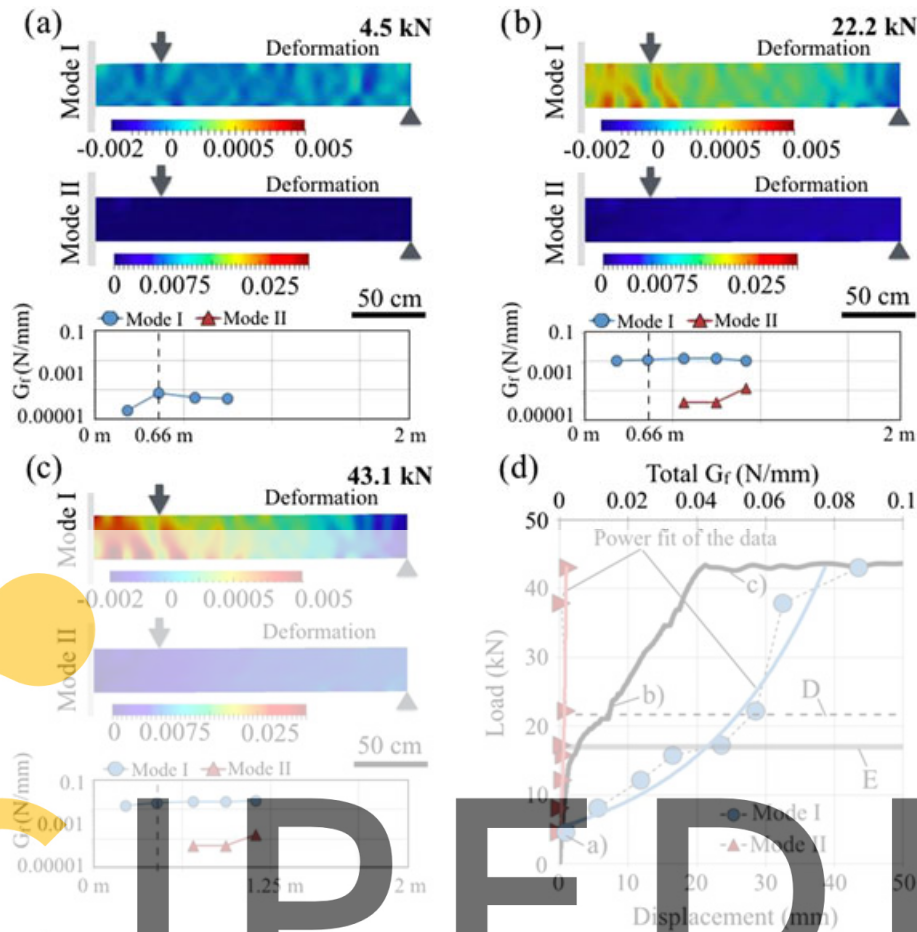 (a)
4.5 kN
Deformation
Mode I
-0.002 0 0.0005 0.005
Deformation
Mode II
0 0.0075 0.025
50 cm
Mode I Mode II
Gf(N/mm)
0.1
0.001
0.00001
0 m 0.66 m 2 m
(b)
22.2 kN
Deformation
Mode I
-0.002 0 0.0005 0.005
Deformation
Mode II
0 0.0075 0.025
50 cm
Mode I Mode II
Gf(N/mm)
0.1
0.001
0.00001
0 m 0.66 m 2 m
(c)
43.1 kN
Deformation
Mode I
-0.002 0 0.0005 0.005
Deformation
Mode II
0 0.0075 0.025
50 cm
Mode I Mode II
Gf(N/mm)
0.1
0.001
0.00001
0 m 1.25 m 2 m
(d)
Total Gf (N/mm)
0 0.02 0.04 0.06 0.08 0.1
50
40
30
20
10
0
Load (kN)
Power fit of the data
c)
b)
D
E
a)
Mode I
Mode II
0 10 20 30 40 50
Displacement (mm)